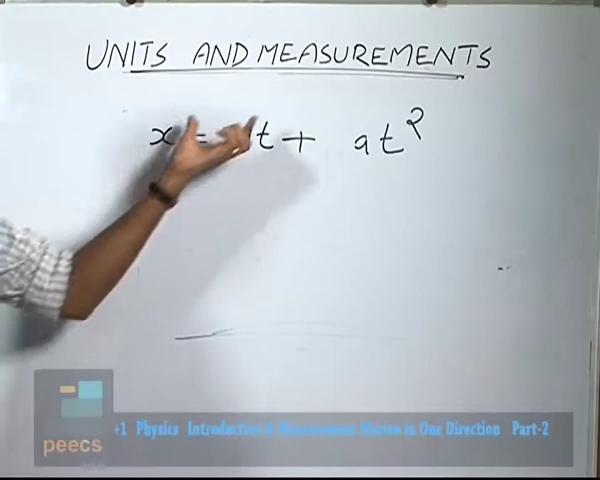 UNITS AND MEASUREMENTS
x = t + at²
peecs
+1 Physics Introduction & Measurement Motion in One Direction Part-2